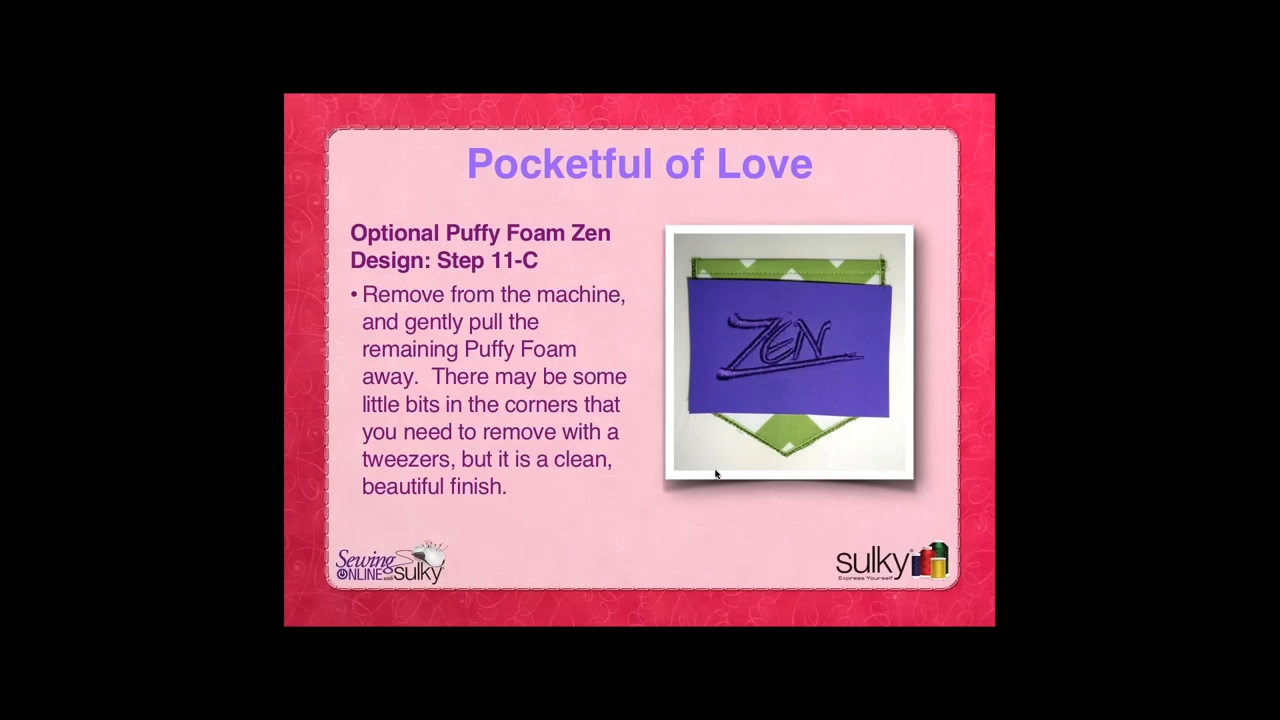 Pocketful of Love
Optional Puffy Foam Zen
Design: Step 11-C
• Remove from the machine,
and gently pull the
remaining Puffy Foam
away.  There may be some
little bits in the corners that
you need to remove with a
tweezers, but it is a clean,
beautiful finish.
ZEN
Sewing
ONLINE with sulky
sulky
Express Yourself